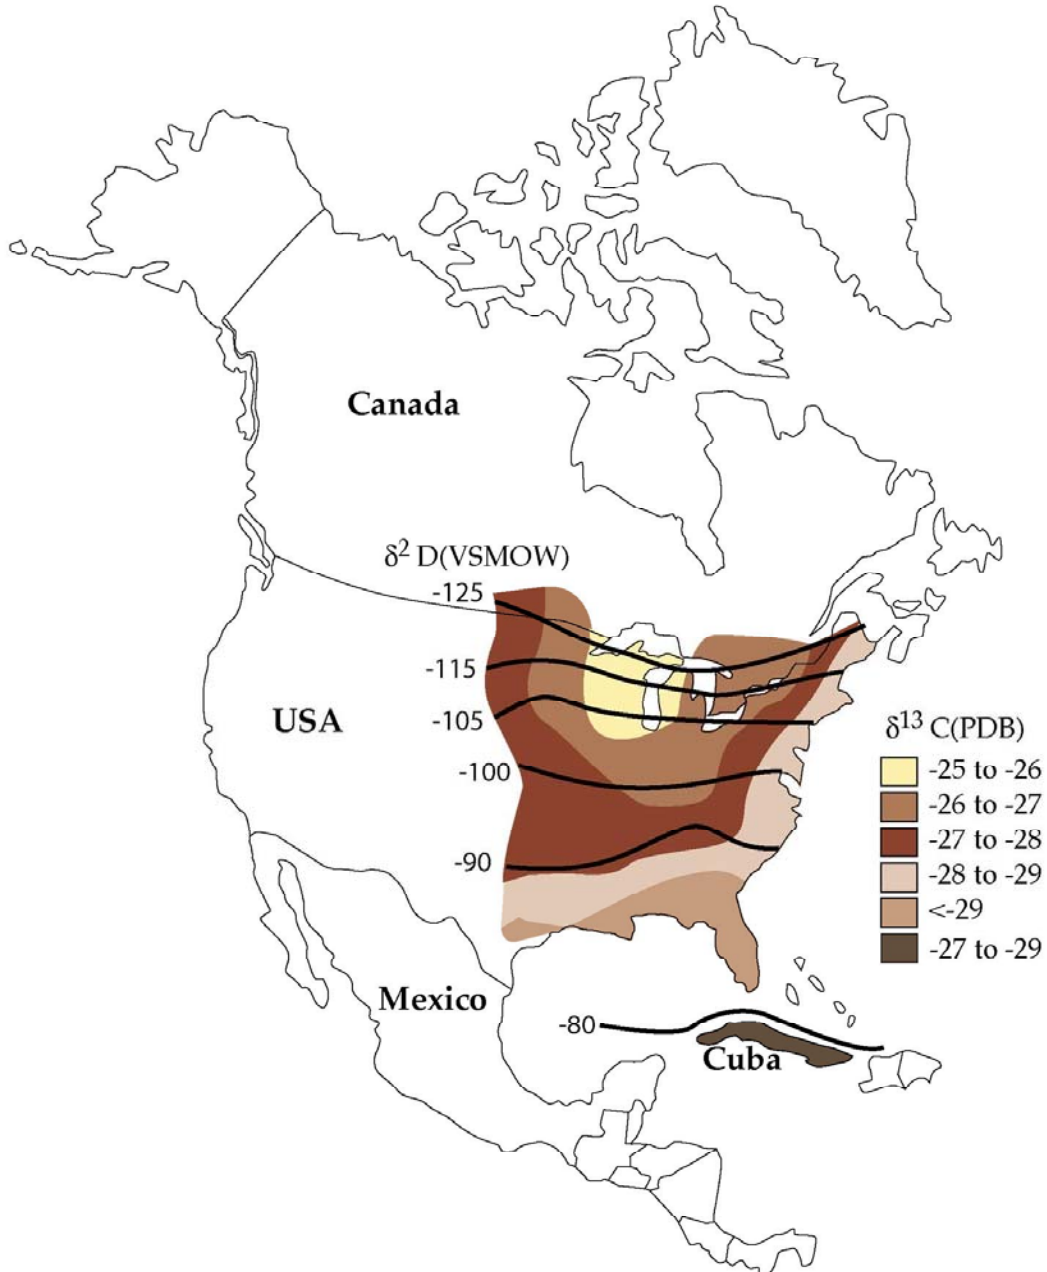 Canada
δ² D(VSMOW)
-125
-115
-105
-100
-90
USA
δ¹³ C(PDB)
-25 to -26
-26 to -27
-27 to -28
-28 to -29
<-29
-27 to -29
Mexico
-80
Cuba